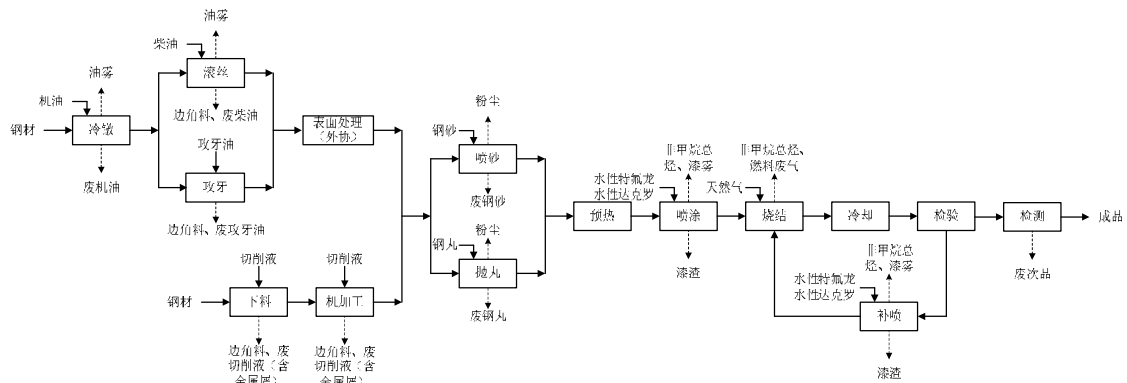 油雾
柴油
滚丝
油雾
机油
边角料、废柴油
钢材
冷镦
攻牙油
表面处理
（外协）
废机油
攻牙
边角料、废攻牙油
粉尘
钢砂
喷砂
废钢砂
粉尘
钢丸
抛丸
废钢丸
切削液
切削液
钢材
下料
机加工
边角料、废
切削液（含
金属屑）
边角料、废
切削液（含
金属屑）
预热
非甲烷总
烃、漆雾
水性特氟龙
水性达克罗
喷涂
漆渣
非甲烷总烃、
燃料废气
天然气
烧结
冷却
检验
检测
成品
废次品
非甲烷总
烃、漆雾
水性特氟龙
水性达克罗
补喷
漆渣